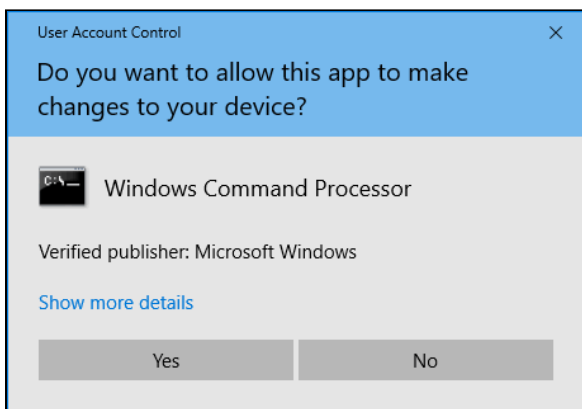 User Account Control
Do you want to allow this app to make
changes to your device?
C:\_
Windows Command Processor
Verified publisher: Microsoft Windows
Show more details
Yes
No